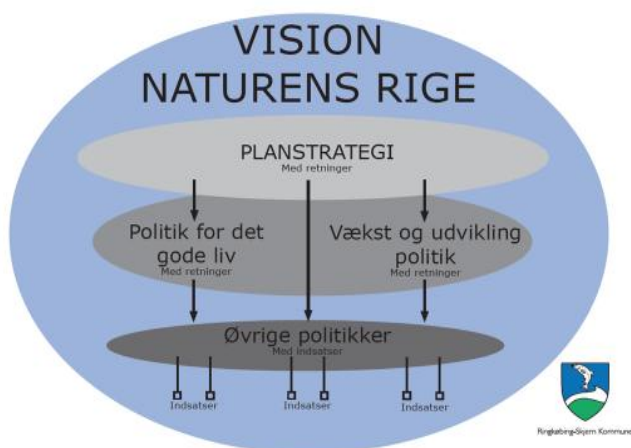 VISION
NATURENS RIGE
PLANSTRATEGI
Med retninger
Politik for det
gode liv
Med retninger
Vækst og udvikling
politik
Med retninger
Øvrige politikker
Med indsatser
Indsatser
Indsatser
Indsatser
Ringkøbing-Skjern Kommune